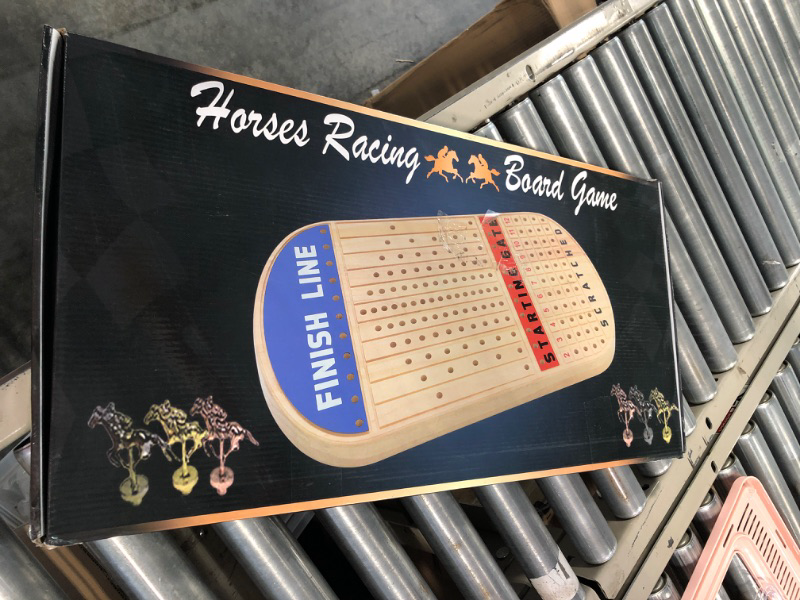 Horses Racing Board Game
FINISH LINE
STARTING GATE
SCRATCHED